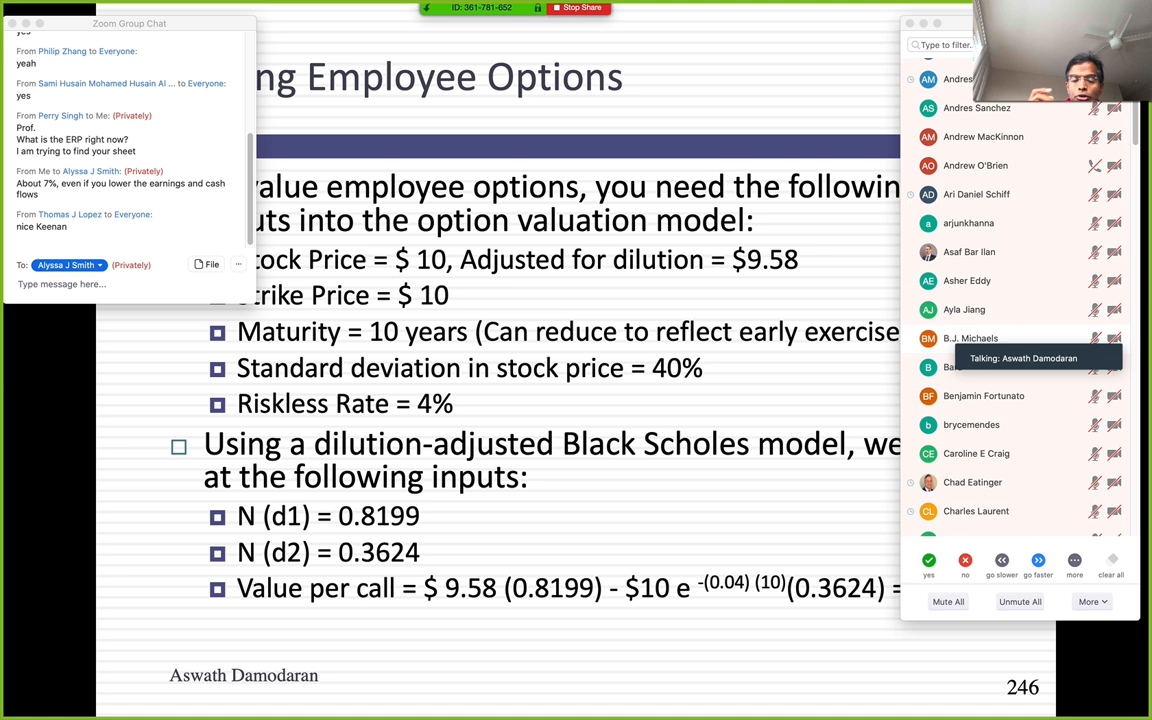 ID: 361-781-652
Stop Share
Zoom Group Chat
yes
From Philip Zhang to Everyone:
yeah
From Sami Husain Mohamed Husain Al ... to Everyone:
yes
From Perry Singh to Me: (Privately)
Prof.
What is the ERP right now?
I am trying to find your sheet
From Me to Alyssa J Smith: (Privately)
About 7%, even if you lower the earnings and cash
flows
From Thomas J Lopez to Everyone:
nice Keenan
To: Alyssa J Smith (Privately)
File
...
Type message here...
ng Employee Options
value employee options, you need the followin
uts into the option valuation model:
tock Price = $ 10, Adjusted for dilution = $9.58
trike Price = $ 10
Maturity = 10 years (Can reduce to reflect early exercise
Standard deviation in stock price = 40%
Riskless Rate = 4%
Using a dilution-adjusted Black Scholes model, we
at the following inputs:
N (d1) = 0.8199
N (d2) = 0.3624
Value per call = $ 9.58 (0.8199) - $10 e -(0.04) (10)(0.3624) =
Aswath Damodaran
246
Type to filter...
AM Andres
AS Andres Sanchez
AM Andrew MacKinnon
AO Andrew O'Brien
AD Ari Daniel Schiff
a arjunkhanna
Asaf Bar Ilan
AE Asher Eddy
AJ Ayla Jiang
BM B.J. Michaels
Talking: Aswath Damodaran
B Ba
BF Benjamin Fortunato
b brycemendes
CE Caroline E Craig
Chad Eatinger
CL Charles Laurent
yes
no
go slower
go faster
more
clear all
Mute All
Unmute All
More